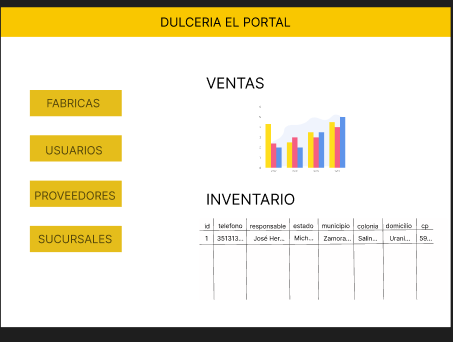 DULCERIA EL PORTAL
FABRICAS
USUARIOS
PROVEEDORES
SUCURSALES
VENTAS
INVENTARIO
id telefono responsable estado municipio colonia domicilio cp
1 351313... José Her... Mich... Zamora... Salin... Urani... 59...